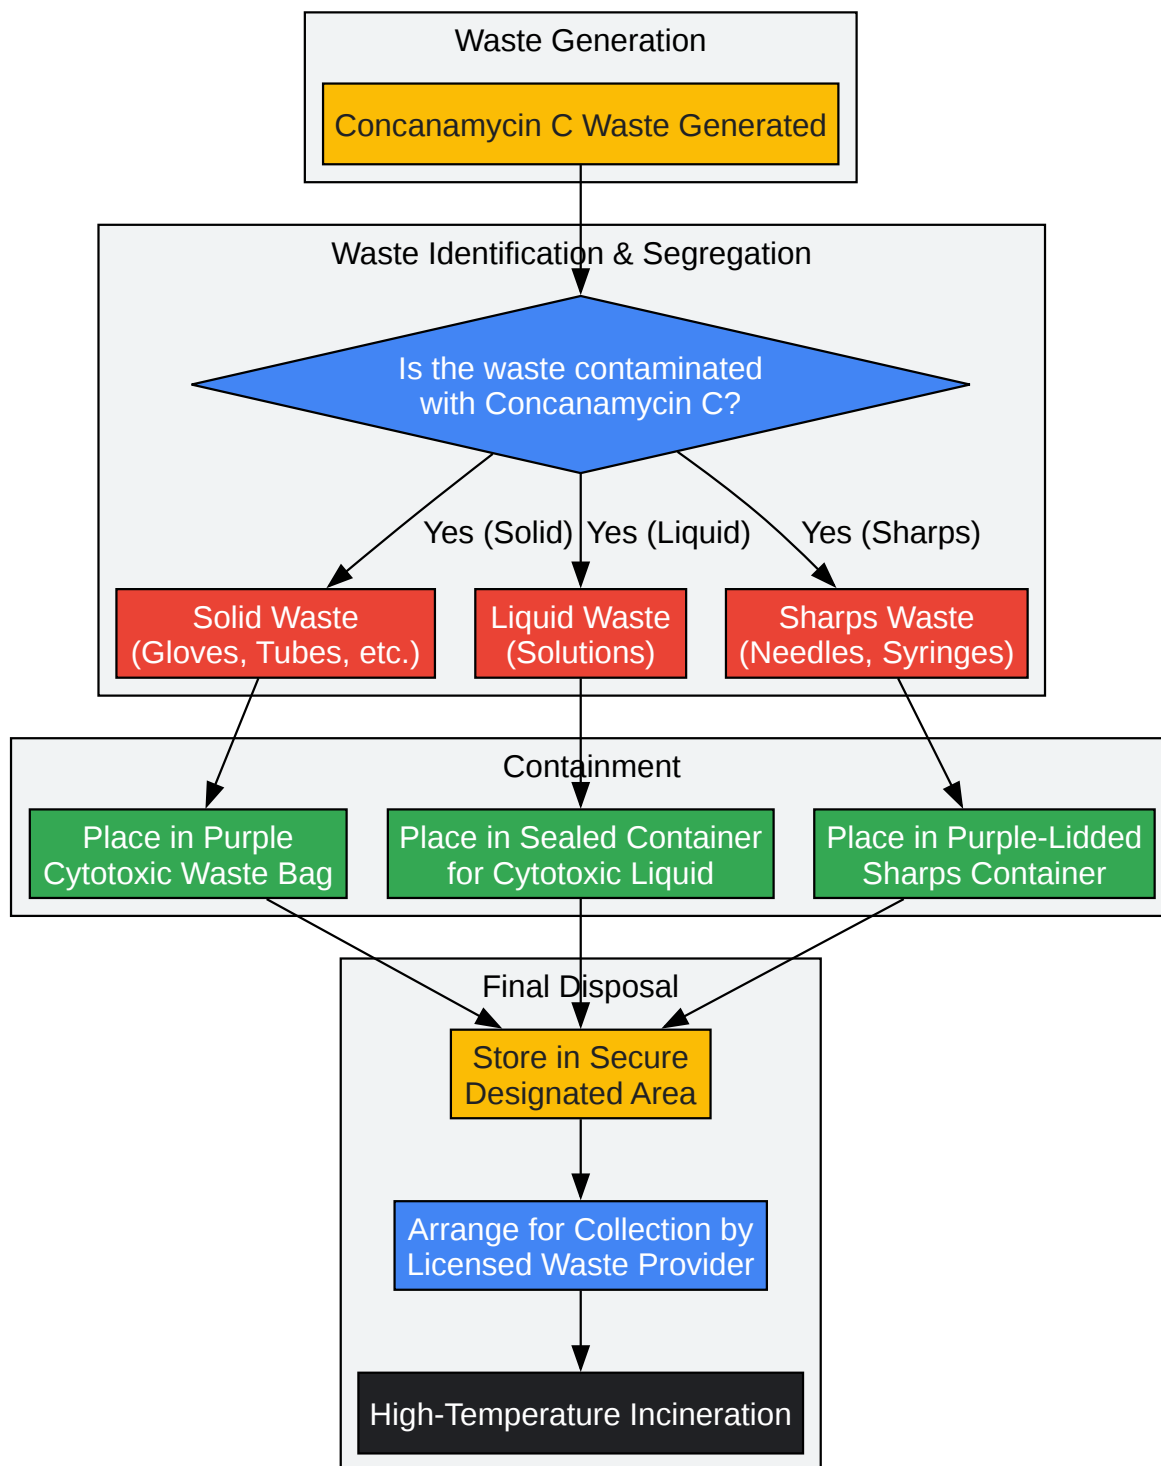 Waste Generation
Concanamycin C Waste Generated
Waste Identification & Segregation
Is the waste contaminated
with Concanamycin C?
Yes (Solid)
Yes (Liquid)
Yes (Sharps)
Solid Waste
(Gloves, Tubes, etc.)
Liquid Waste
(Solutions)
Sharps Waste
(Needles, Syringes)
Containment
Place in Purple
Cytotoxic Waste Bag
Place in Sealed Container
for Cytotoxic Liquid
Place in Purple-Lidded
Sharps Container
Final Disposal
Store in Secure
Designated Area
Arrange for Collection by
Licensed Waste Provider
High-Temperature Incineration